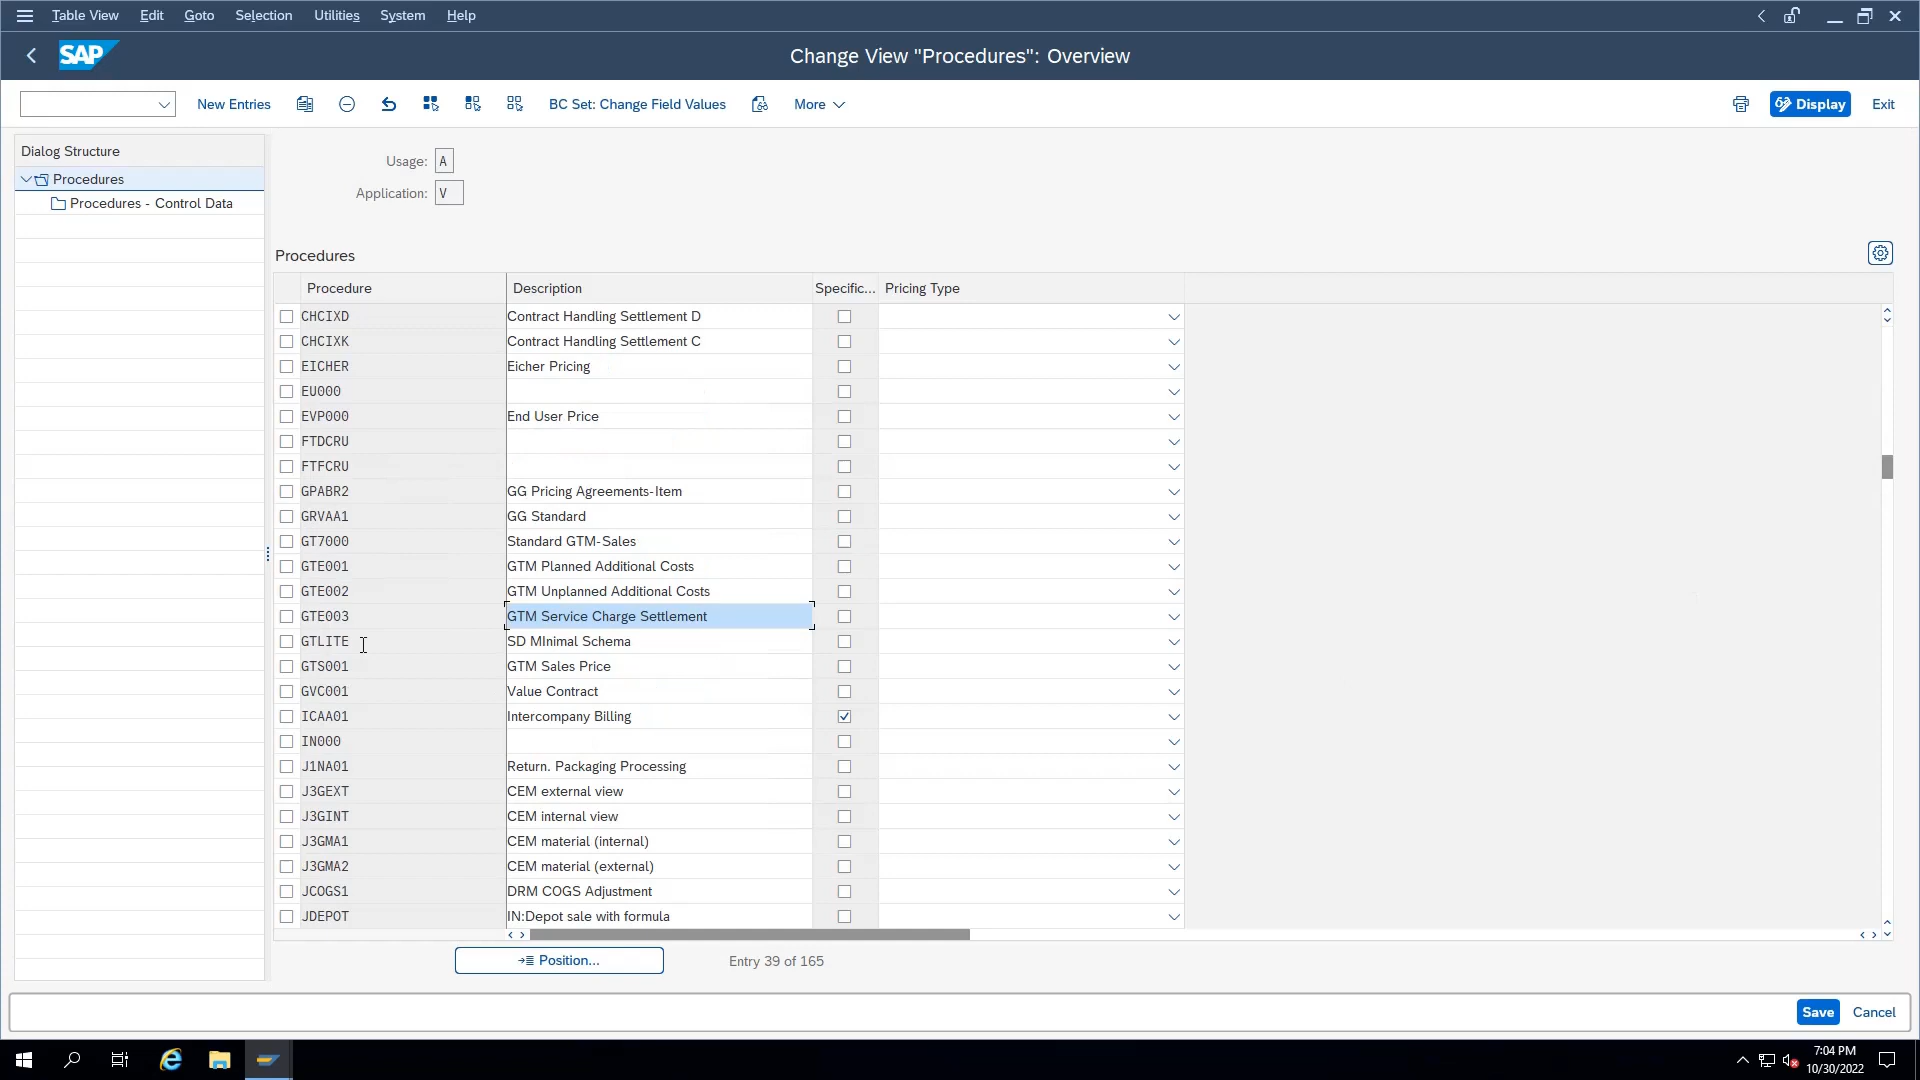 Table View Edit Goto Selection Utilities System Help
SAP Change View "Procedures": Overview
New Entries BC Set: Change Field Values More Display Exit
Dialog Structure
Procedures
Procedures - Control Data
Usage: A
Application: V
Procedures
Procedure Description Specific... Pricing Type
CHCIXD Contract Handling Settlement D
CHCIXK Contract Handling Settlement C
EICHER Eicher Pricing
EU000
EVP000 End User Price
FTDCRU
FTFCRU
GPABR2 GG Pricing Agreements-Item
GRVAA1 GG Standard
GT7000 Standard GTM-Sales
GTE001 GTM Planned Additional Costs
GTE002 GTM Unplanned Additional Costs
GTE003 GTM Service Charge Settlement
GTLITE SD MInimal Schema
GTS001 GTM Sales Price
GVC001 Value Contract
ICAA01 Intercompany Billing
IN000
J1NA01 Return. Packaging Processing
J3GEXT CEM external view
J3GINT CEM internal view
J3GMA1 CEM material (internal)
J3GMA2 CEM material (external)
JCOGS1 DRM COGS Adjustment
JDEPOT IN:Depot sale with formula
Position... Entry 39 of 165
Save Cancel
7:04 PM
10/30/2022